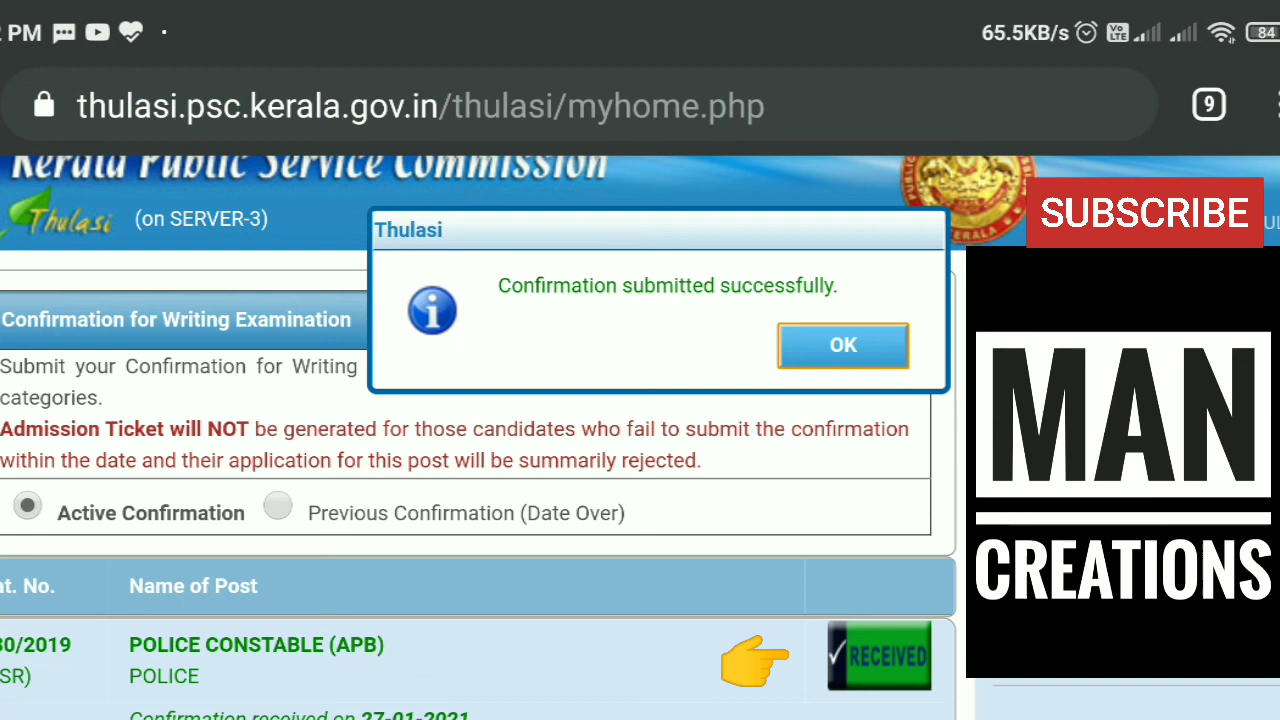 PM
65.5KB/s
Vo LTE
84
thulasi.psc.kerala.gov.in/thulasi/myhome.php
9
Kerala Public Service Commission
Thulasi (on SERVER-3)
SUBSCRIBE
Thulasi
Confirmation submitted successfully.
OK
Confirmation for Writing Examination
Submit your Confirmation for Writing
categories.
Admission Ticket will NOT be generated for those candidates who fail to submit the confirmation
within the date and their application for this post will be summarily rejected.
Active Confirmation Previous Confirmation (Date Over)
MAN
CREATIONS
at. No. Name of Post
30/2019 POLICE CONSTABLE (APB)
SR) POLICE
RECEIVED
Confirmation received on 27-01-2021